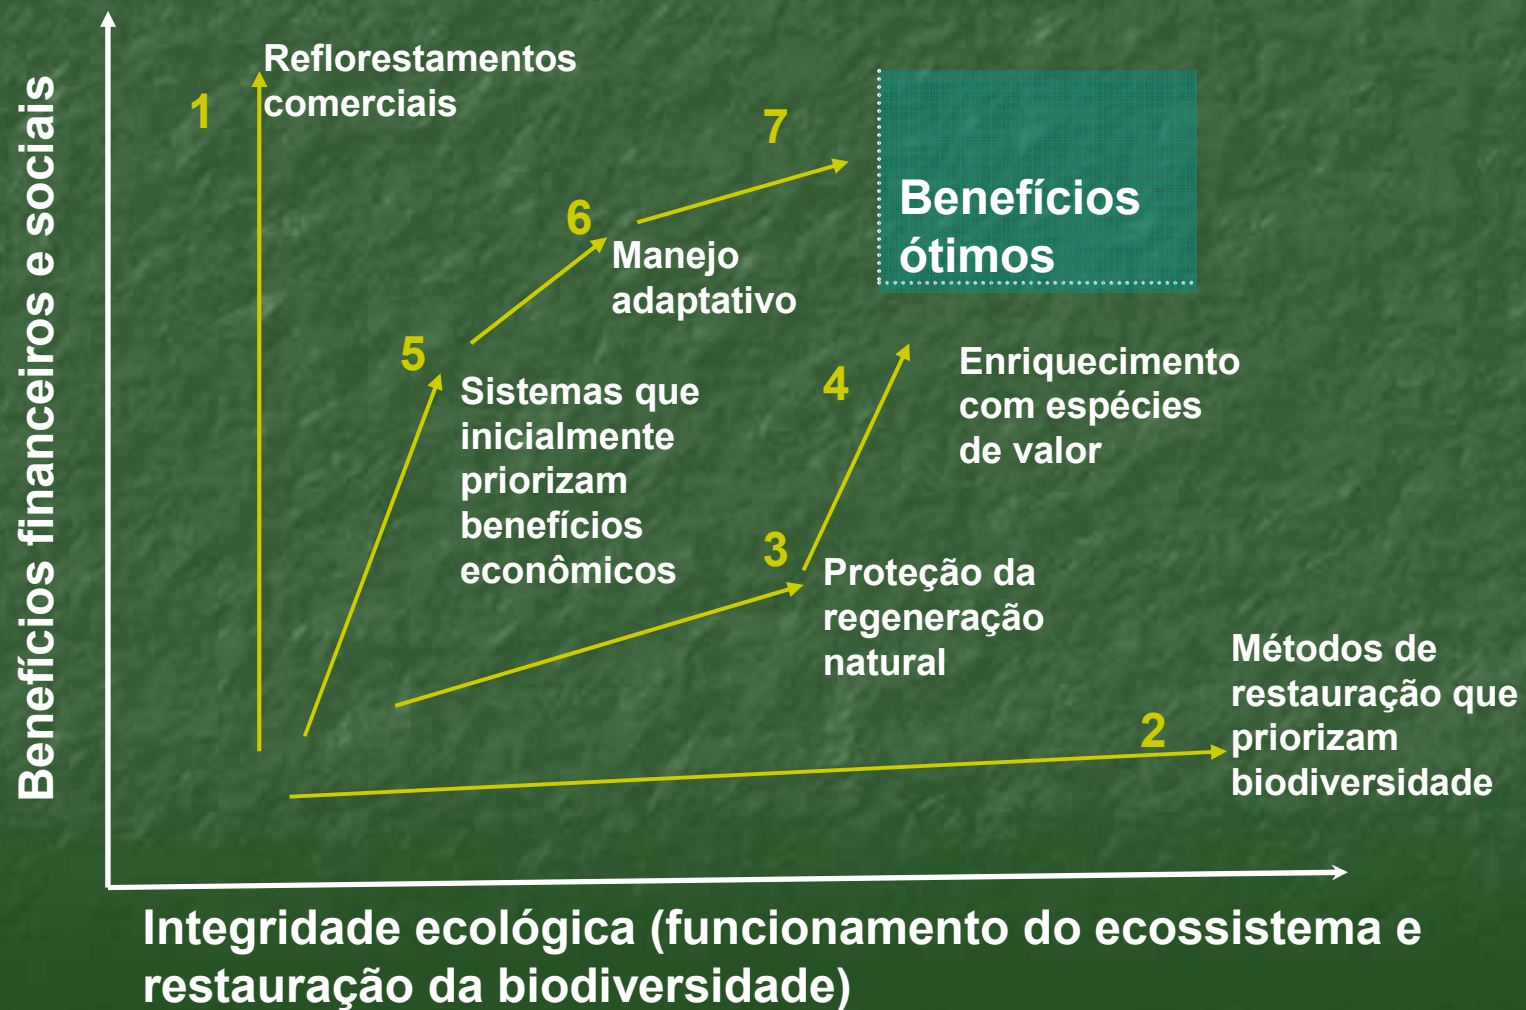 Benefícios financeiros e sociais
1
Reflorestamentos
comerciais
7
Benefícios
ótimos
6
Manejo
adaptativo
5
Sistemas que
inicialmente
priorizam
benefícios
econômicos
4
Enriquecimento
com espécies
de valor
3
Proteção da
regeneração
natural
2
Métodos de
restauração que
priorizam
biodiversidade
Integridade ecológica (funcionamento do ecossistema e
restauração da biodiversidade)